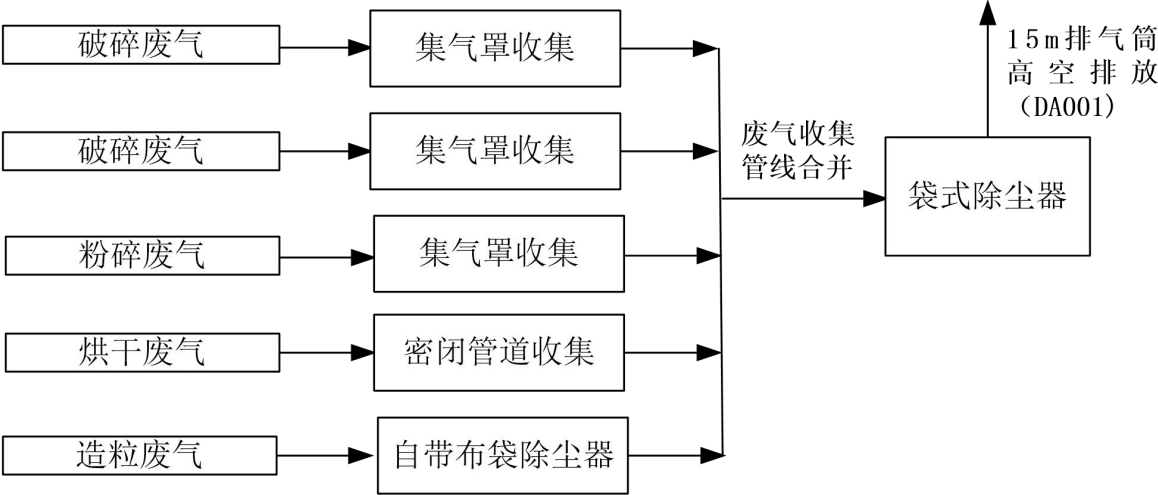 破碎废气
集气罩收集
破碎废气
集气罩收集
粉碎废气
集气罩收集
烘干废气
密闭管道收集
造粒废气
自带布袋除尘器
废气收集
管线合并
袋式除尘器
15m排气筒
高空排放
（DA001）